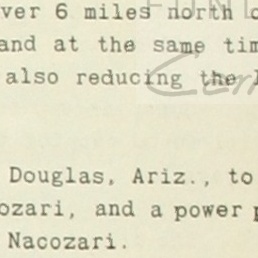 ver 6 miles north
and at the same tim
also reducing the
Douglas, Ariz., to
ozari, and a power p
Nacozari.